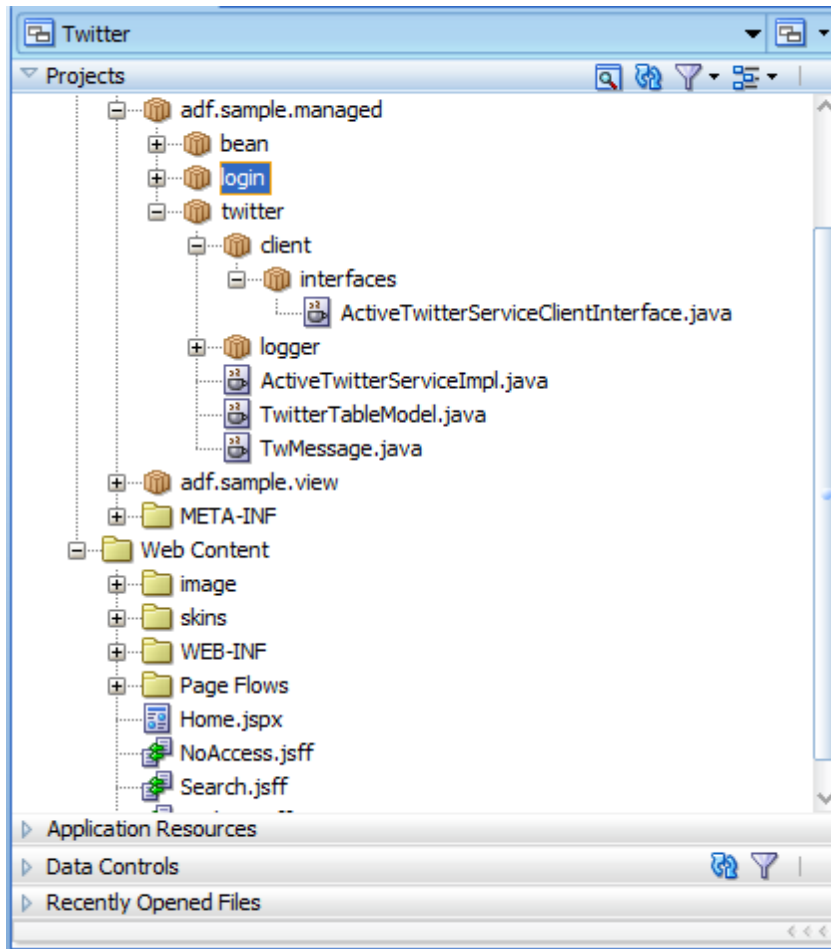 Twitter
Projects
adf.sample.managed
bean
login
twitter
client
interfaces
ActiveTwitterServiceClientInterface.java
logger
ActiveTwitterServiceImpl.java
TwitterTableModel.java
TwMessage.java
adf.sample.view
META-INF
Web Content
image
skins
WEB-INF
Page Flows
Home.jspx
NoAccess.jsff
Search.jsff
Application Resources
Data Controls
Recently Opened Files